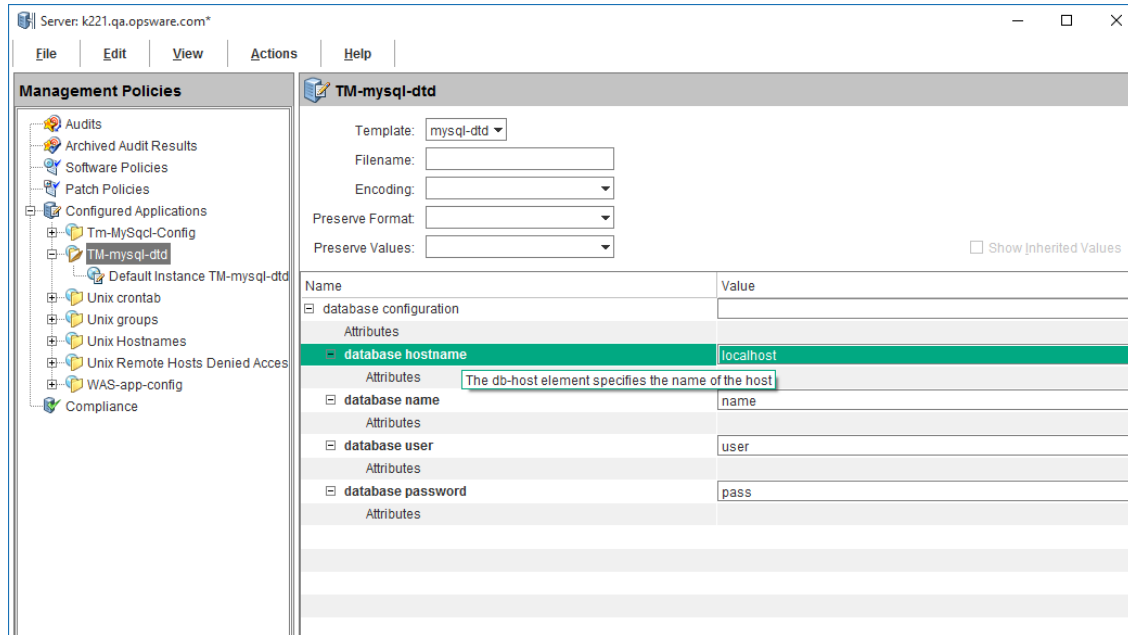 Server: k221.qa.opsware.com*
File Edit View Actions Help
Management Policies
Audits
Archived Audit Results
Software Policies
Patch Policies
Configured Applications
Tm-MySqcl-Config
TM-mysql-dtd
Default Instance TM-mysql-dtd
Unix crontab
Unix groups
Unix Hostnames
Unix Remote Hosts Denied Acces
WAS-app-config
Compliance
TM-mysql-dtd
Template: mysql-dtd
Filename:
Encoding:
Preserve Format:
Preserve Values:
Show Inherited Values
Name Value
database configuration
Attributes
database hostname localhost
Attributes
The db-host element specifies the name of the host
database name name
Attributes
database user user
Attributes
database password pass
Attributes